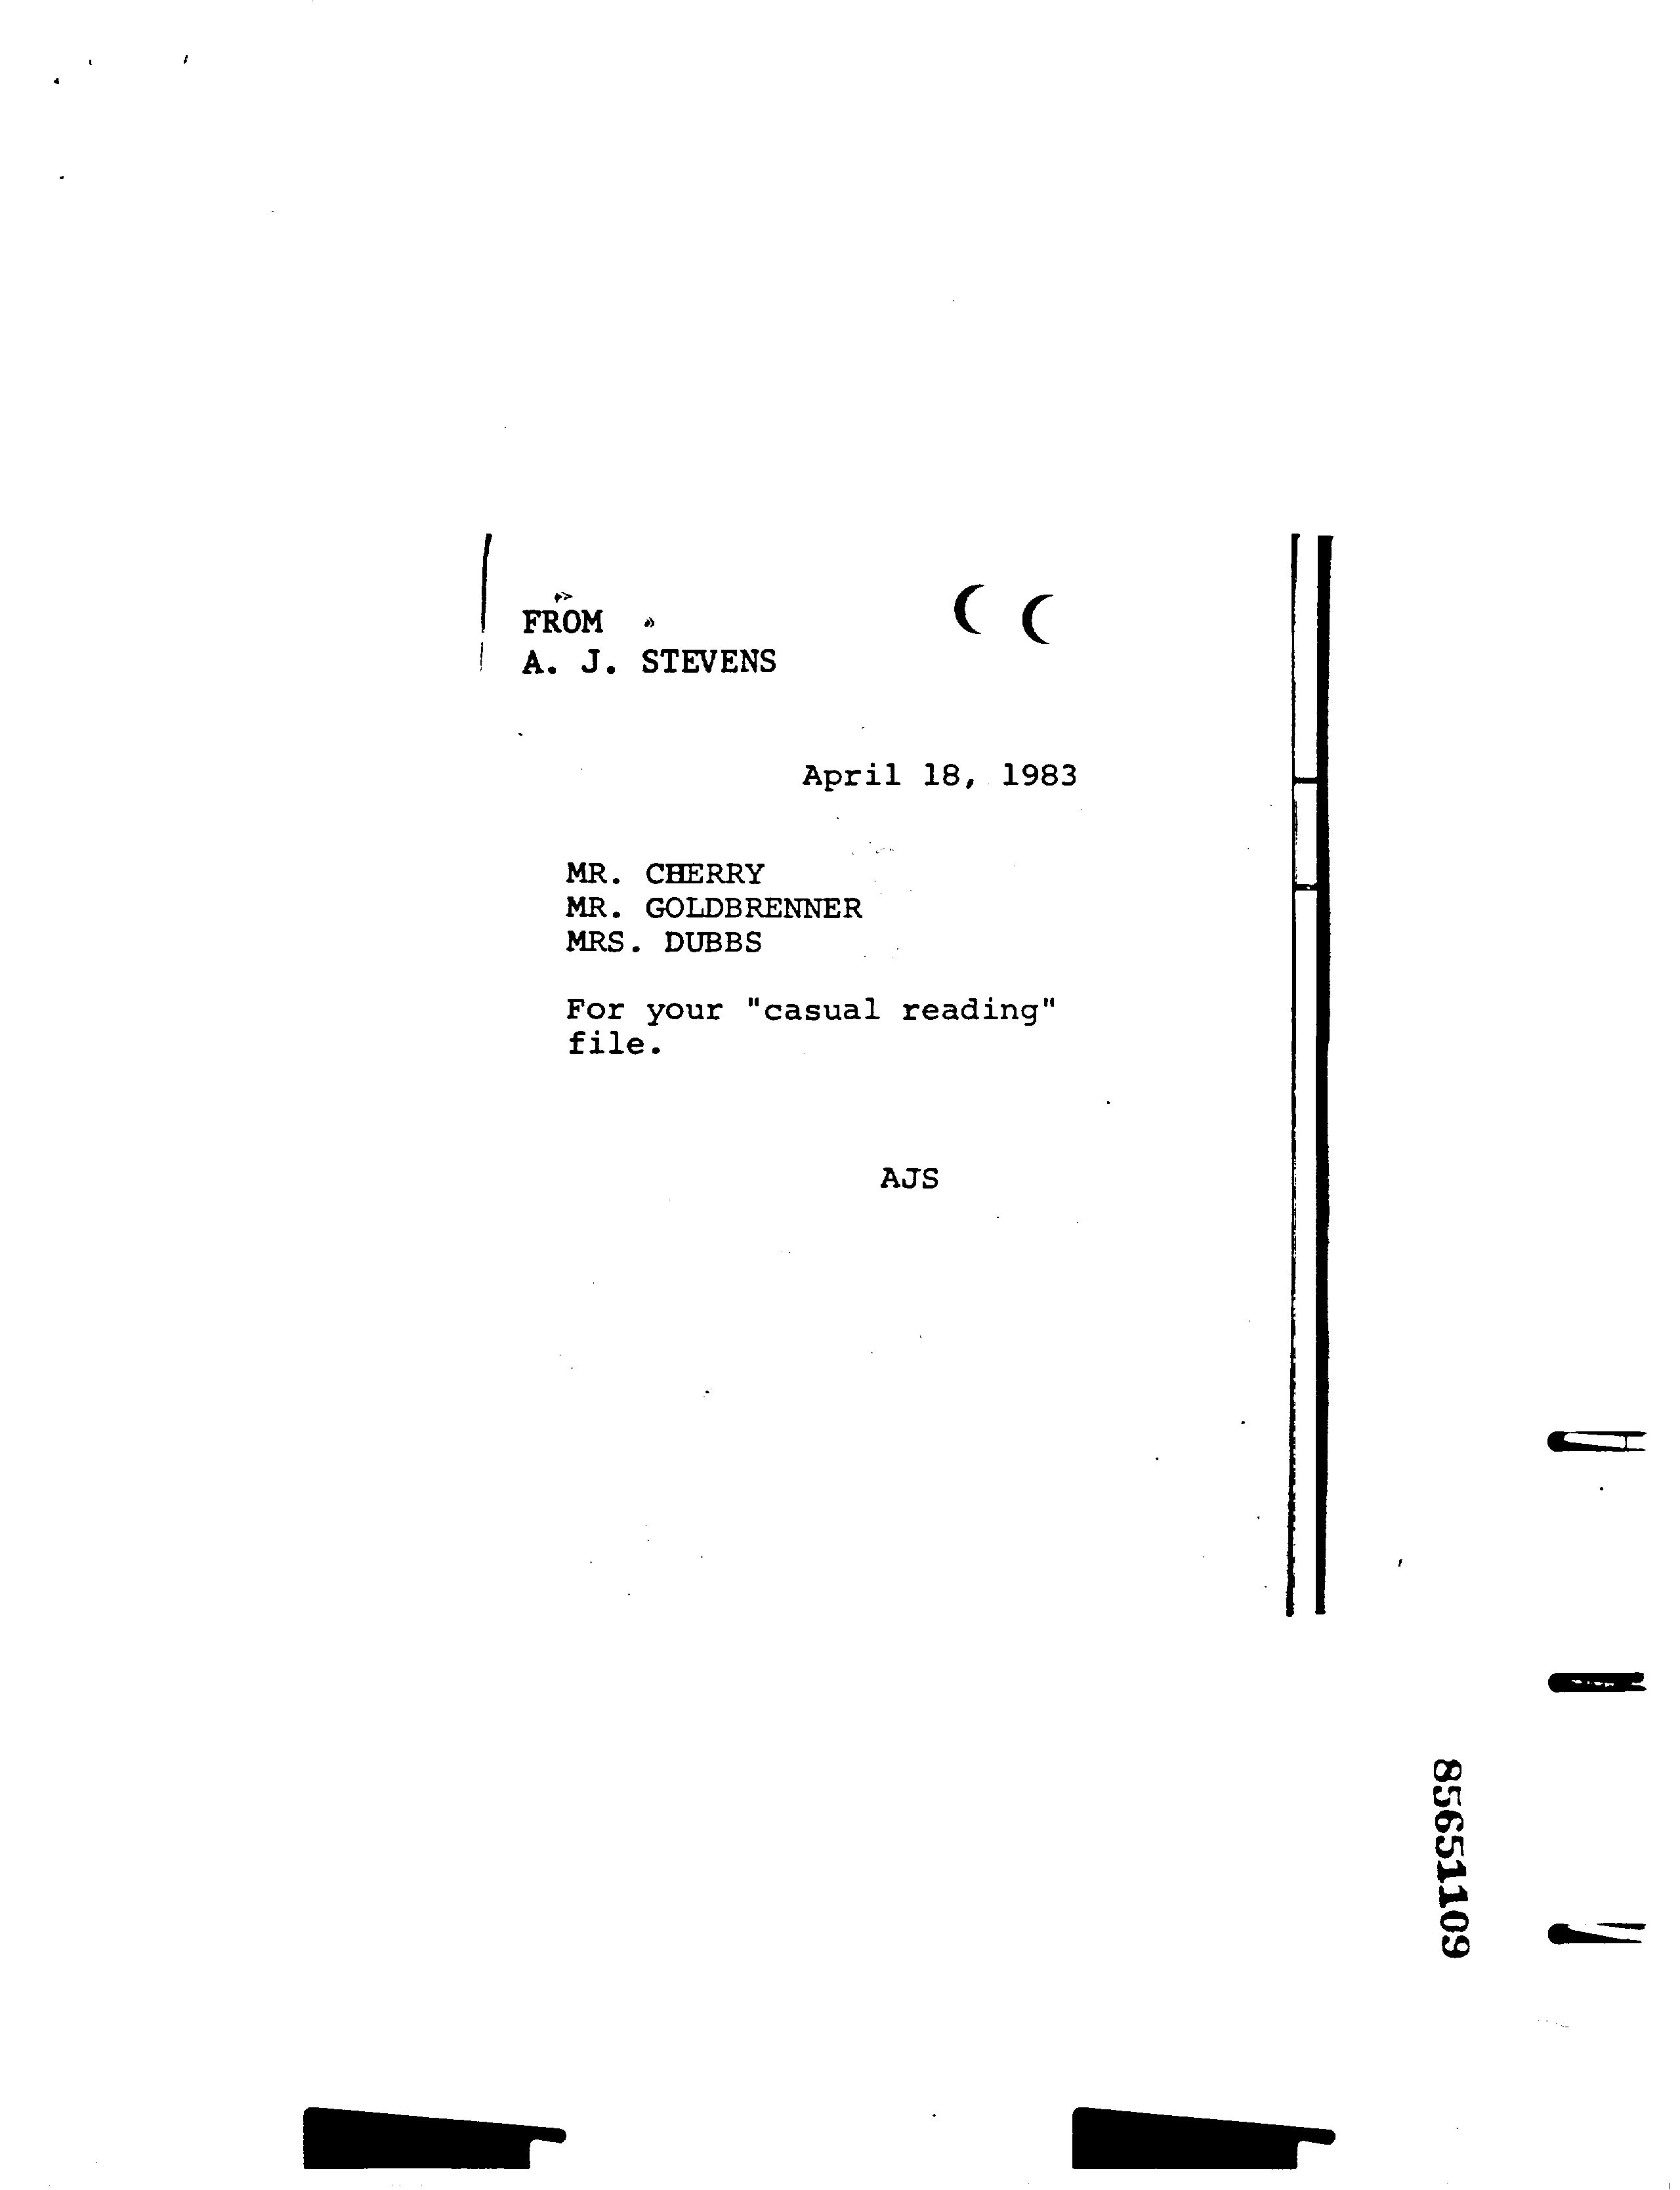 FROM
A. J. STEVENS
April 18, 1983
MR. CHERRY
MR. GOLDBRENNER
MRS. DUBBS
For your "casual reading"
file.
AJS
85651109